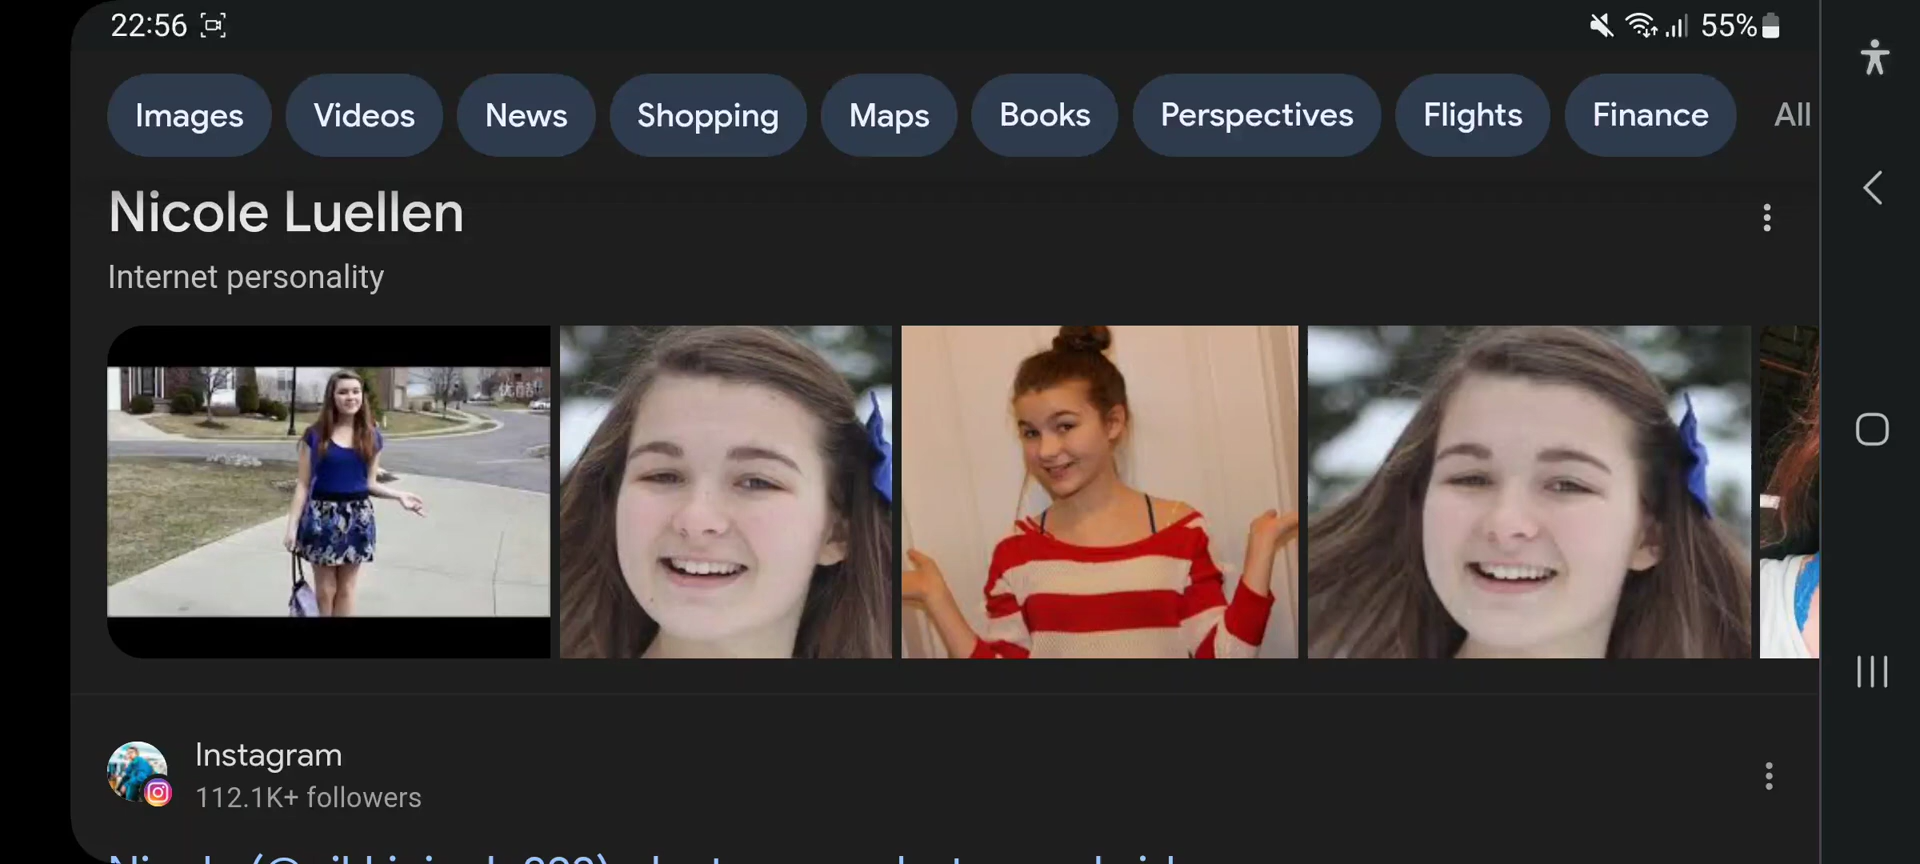 22:56
55%
Images
Videos
News
Shopping
Maps
Books
Perspectives
Flights
Finance
All
Nicole Luellen
Internet personality
Instagram
112.1K+ followers